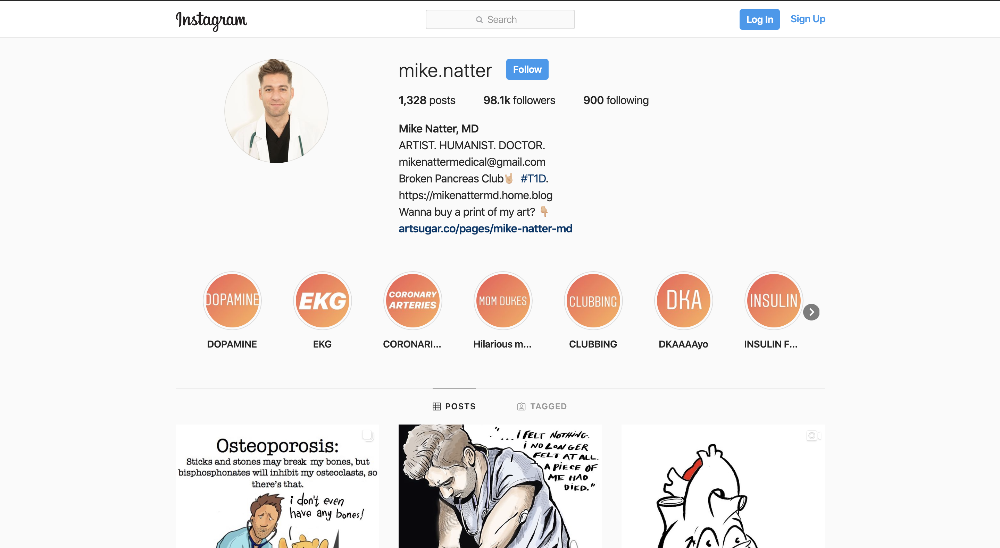 Instagram
Search
Log In
Sign Up
mike.natter
Follow
1,328 posts
98.1k followers
900 following
Mike Natter, MD
ARTIST. HUMANIST. DOCTOR.
mikenattermedical@gmail.com
Broken Pancreas Club🤘🏼 #T1D.
https://mikenattermd.home.blog
Wanna buy a print of my art? 👇🏼
artsugar.co/pages/mike-natter-md
DOPAMINE
EKG
CORONARY
ARTERIES
MOM DUKES
CLUBBING
DKA
INSULIN
DOPAMINE
EKG
CORONARI...
Hilarious m...
CLUBBING
DKAAAAyo
INSULIN F...
POSTS
TAGGED
Osteoporosis:
Sticks and stones may break my bones, but
bisphosphonates will inhibit my osteoclasts, so
there's that.
i don't even
have any bones!
"...i FELT NOTHING.
i NO LONGER
FELT AT ALL.
A PiECE OF
ME HAD
DiED."